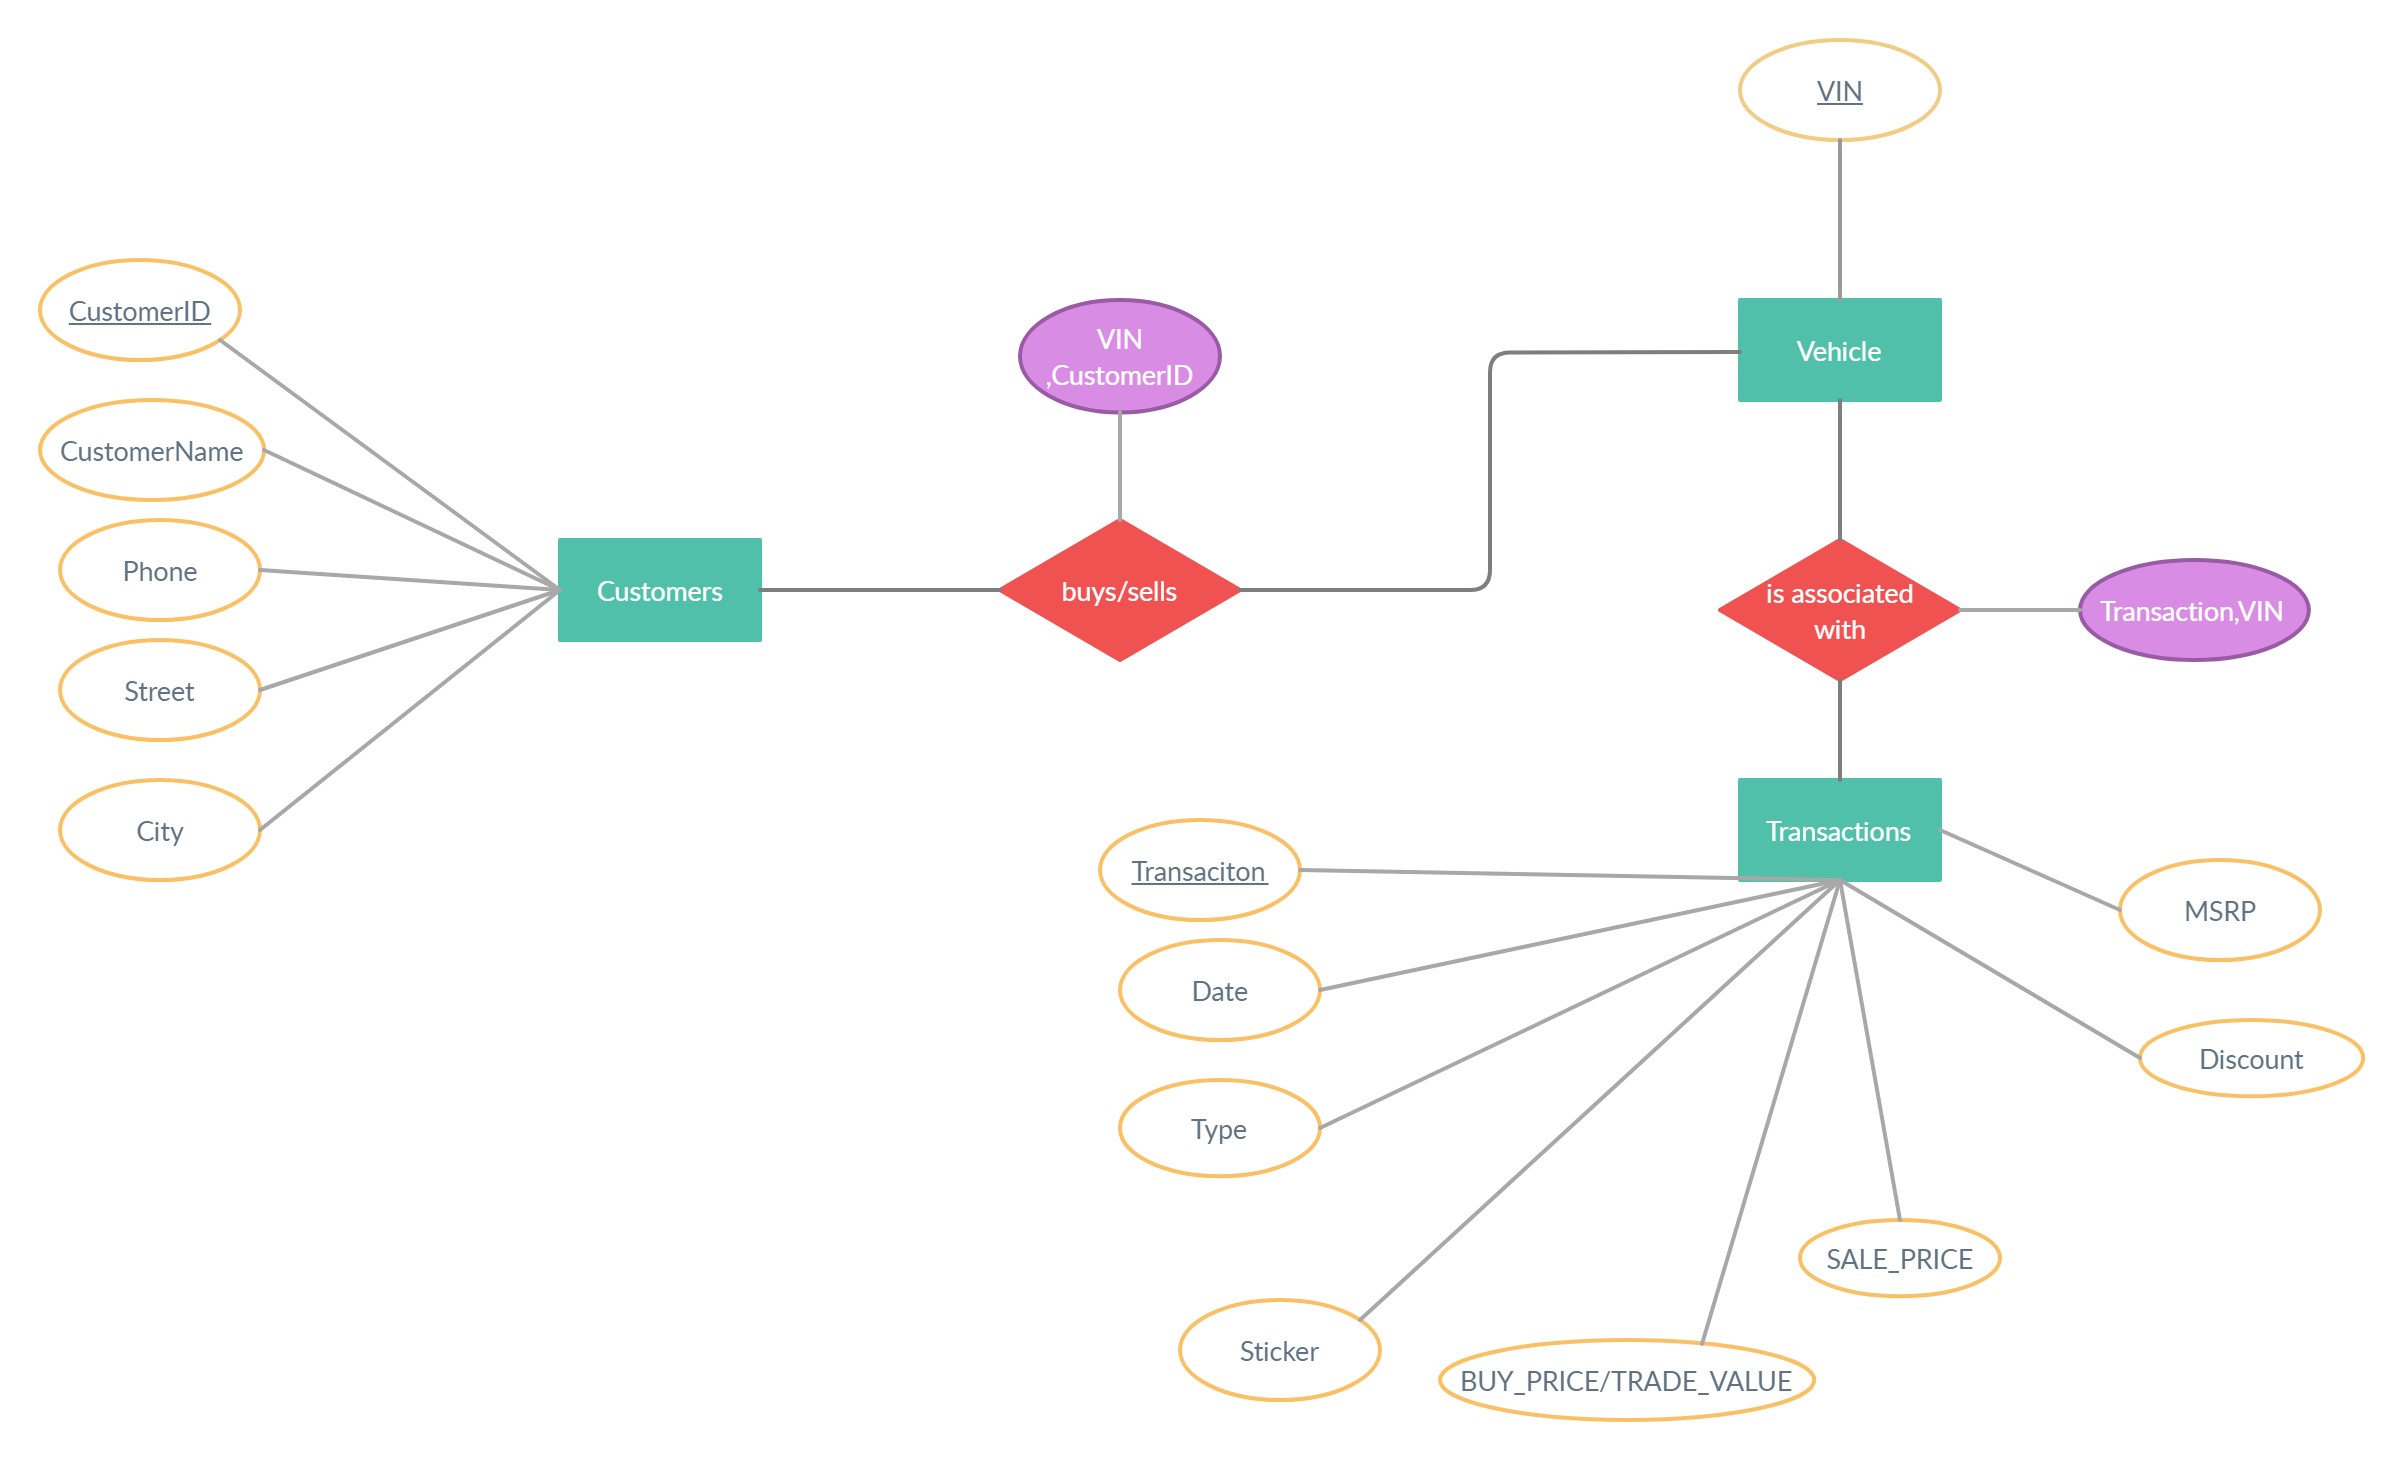 VIN
CustomerID
VIN
,CustomerID
Vehicle
CustomerName
Phone
Customers
buys/sells
is associated
with
Transaction,VIN
Street
City
Transactions
Transaciton
MSRP
Date
Discount
Type
SALE_PRICE
Sticker
BUY_PRICE/TRADE_VALUE